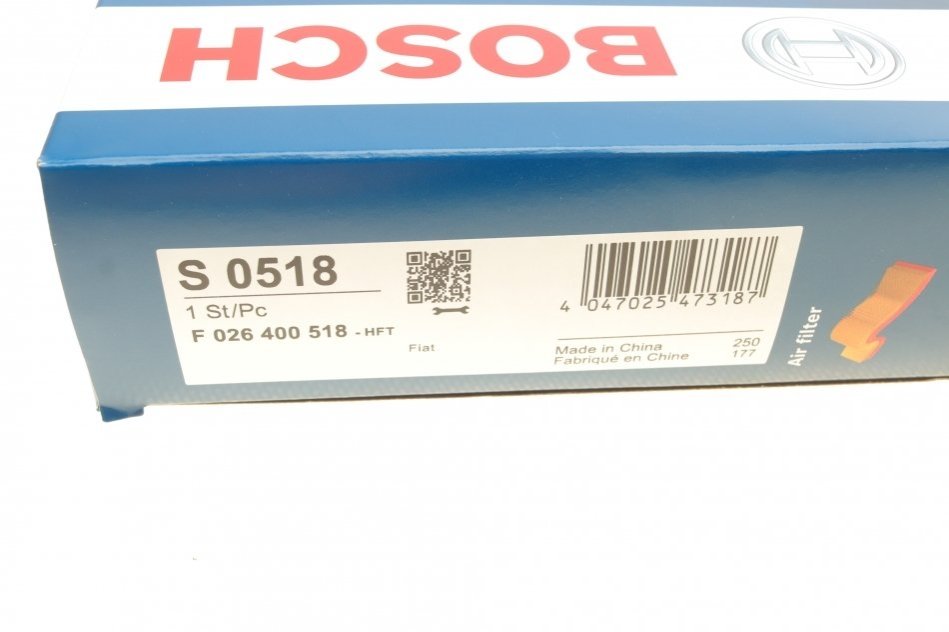 BOSCH
S 0518
1 St/Pc
F 026 400 518 - HFT
Fiat
4 047025 473187
Made in China 250
Fabriqué en Chine 177
Air filter